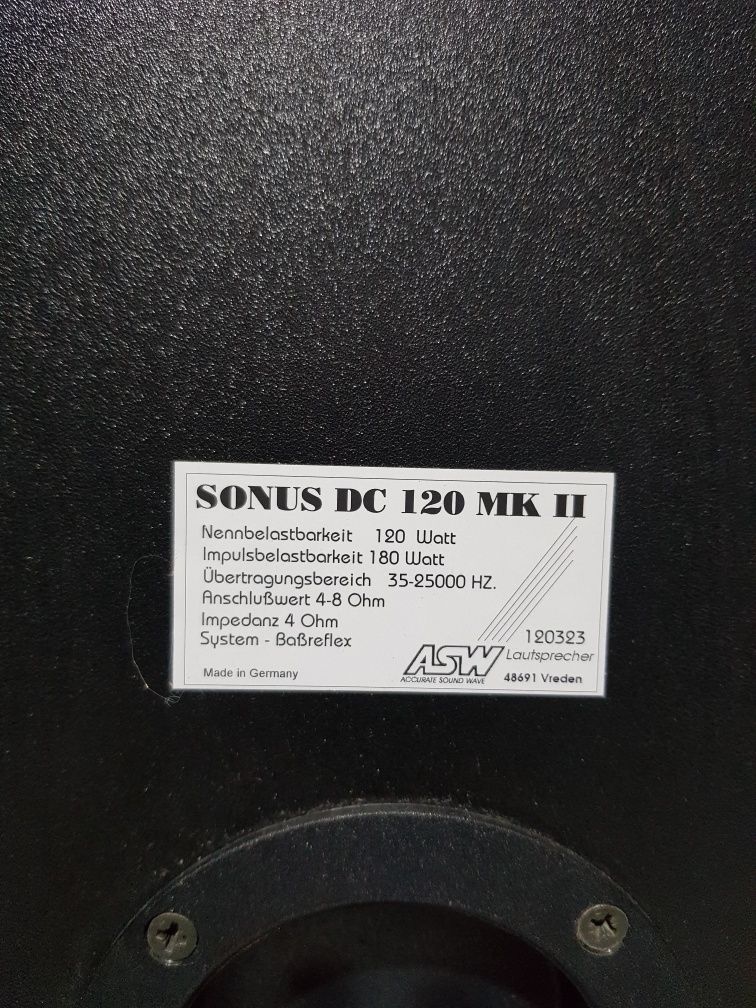 SONUS DC 120 MK II
Nennbelastbarkeit 120 Watt
Impulsbelastbarkeit 180 Watt
Übertragungsbereich 35-25000 HZ.
Anschlußwert 4-8 Ohm
Impedanz 4 Ohm
System - Baßreflex
120323
ASW Lautsprecher
ACCURATE SOUND WAVE
48691 Vreden
Made in Germany